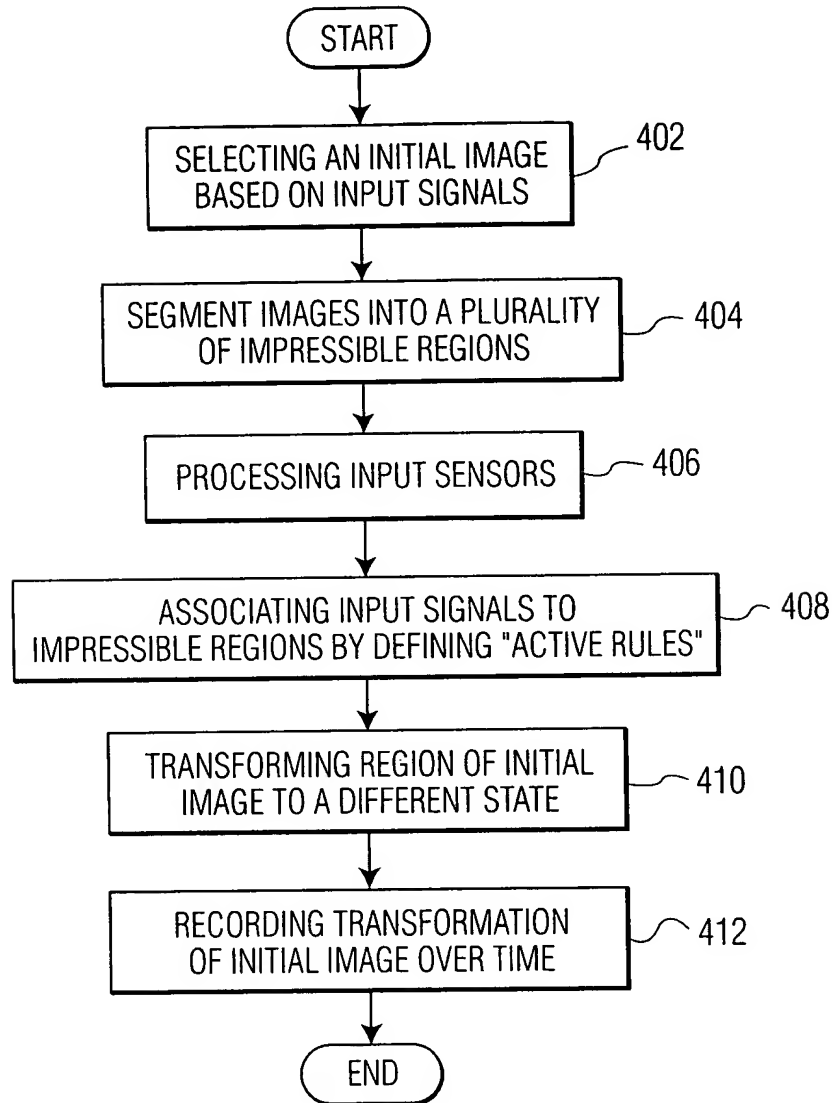 START
SELECTING AN INITIAL IMAGE
BASED ON INPUT SIGNALS
402
SEGMENT IMAGES INTO A PLURALITY
OF IMPRESSIBLE REGIONS
404
PROCESSING INPUT SENSORS
406
ASSOCIATING INPUT SIGNALS TO
IMPRESSIBLE REGIONS BY DEFINING "ACTIVE RULES"
408
TRANSFORMING REGION OF INITIAL
IMAGE TO A DIFFERENT STATE
410
RECORDING TRANSFORMATION
OF INITIAL IMAGE OVER TIME
412
END